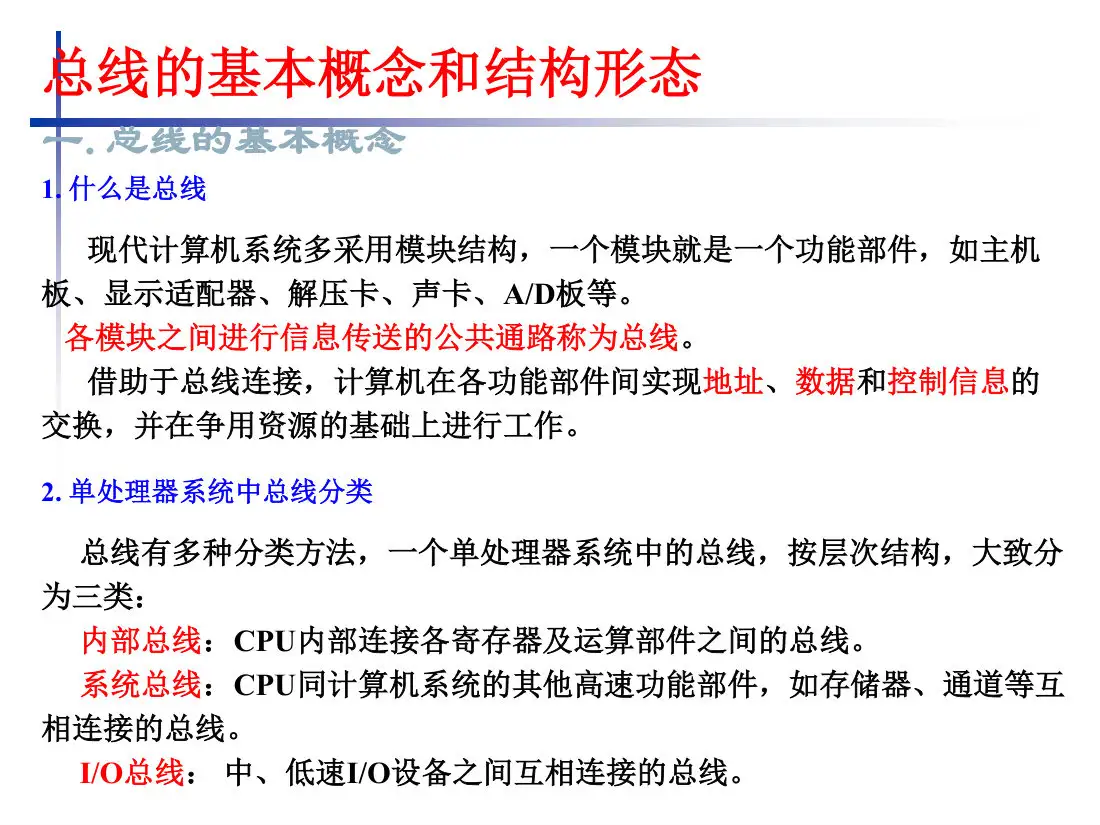 总线的基本概念和结构形态
一.总线的基本概念
1. 什么是总线
现代计算机系统多采用模块结构，一个模块就是一个功能部件，如主机
板、显示适配器、解压卡、声卡、A/D板等。
各模块之间进行信息传送的公共通路称为总线。
借助于总线连接，计算机在各功能部件间实现地址、数据和控制信息的
交换，并在争用资源的基础上进行工作。
2. 单处理器系统中总线分类
总线有多种分类方法，一个单处理器系统中的总线，按层次结构，大致分
为三类：
内部总线：CPU内部连接各寄存器及运算部件之间的总线。
系统总线：CPU同计算机系统的其他高速功能部件，如存储器、通道等互
相连接的总线。
I/O总线： 中、低速I/O设备之间互相连接的总线。